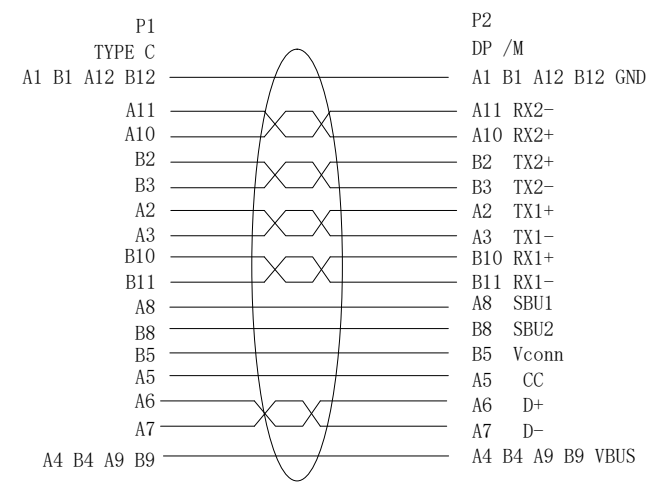 P1 P2
TYPE C DP /M
A1 B1 A12 B12 A1 B1 A12 B12 GND
A11 A11 RX2-
A10 A10 RX2+
B2 B2 TX2+
B3 B3 TX2-
A2 A2 TX1+
A3 A3 TX1-
B10 B10 RX1+
B11 B11 RX1-
A8 A8 SBU1
B8 B8 SBU2
B5 B5 Vconn
A5 A5 CC
A6 A6 D+
A7 A7 D-
A4 B4 A9 B9 A4 B4 A9 B9 VBUS